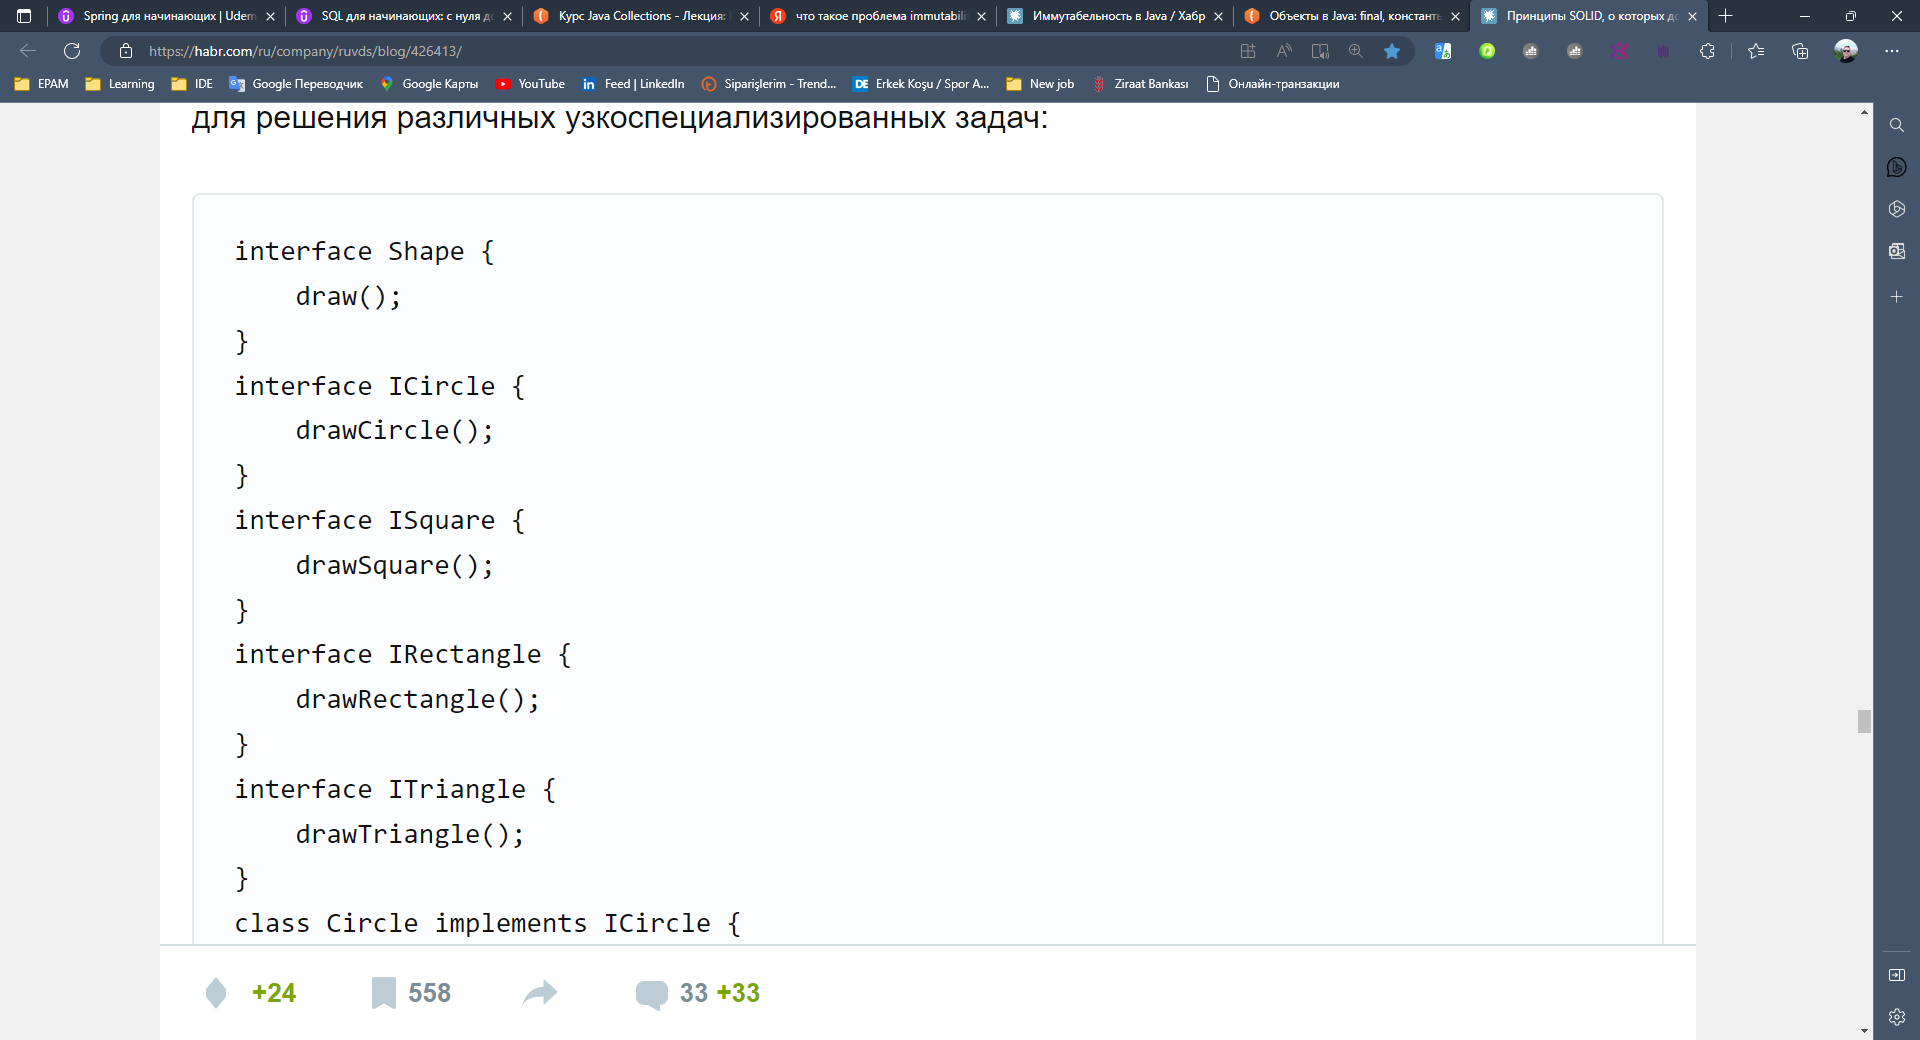 Spring для начинающих | Udem
SQL для начинающих: с нуля до
Курс Java Collections - Лекция:
что такое проблема immutabili
Иммутабельность в Java / Хабр
Объекты в Java: final, константы
Принципы SOLID, о которых до
https://habr.com/ru/company/ruvds/blog/426413/
EPAM
Learning
IDE
Google Переводчик
Google Карты
YouTube
Feed | LinkedIn
Siparişlerim - Trend...
Erkek Koşu / Spor A...
New job
Ziraat Bankası
Онлайн-транзакции
для решения различных узкоспециализированных задач:
interface Shape {
    draw();
}
interface ICircle {
    drawCircle();
}
interface ISquare {
    drawSquare();
}
interface IRectangle {
    drawRectangle();
}
interface ITriangle {
    drawTriangle();
}
class Circle implements ICircle {
+24
558
33 +33